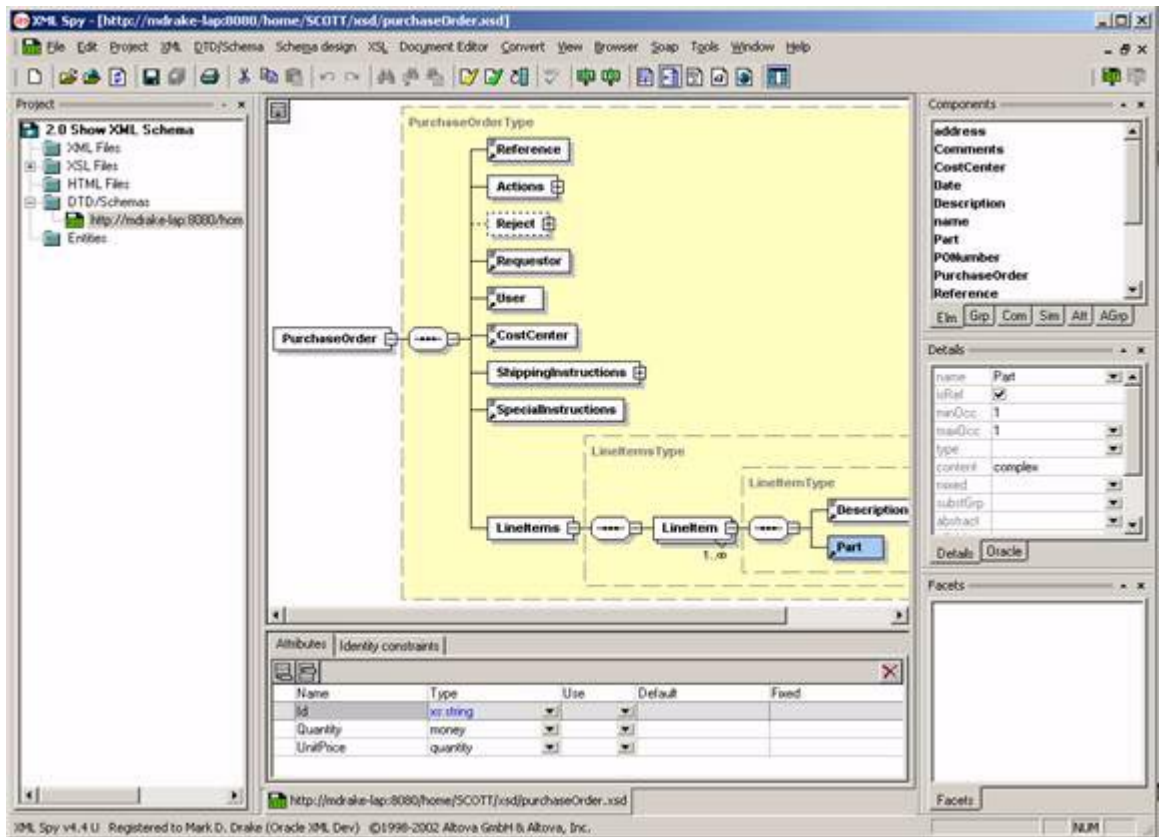 XML Spy - [http://mdrake-lap:8080/home/SCOTT/xsd/purchaseOrder.xsd]
File Edit Project XML DTD/Schema Schema design XSL Document Editor Convert View Browser Soap Tools Window Help
Project
2.0 Show XML Schema
XML Files
XSL Files
HTML Files
DTD/Schemas
http://mdrake-lap:8080/hom
Entities
PurchaseOrderType
Reference
Actions
Reject
Requestor
User
PurchaseOrder
CostCenter
ShippingInstructions
SpecialInstructions
LineItemsType
LineItemType
LineItems
LineItem
1..∞
Description
Part
Components
address
Comments
CostCenter
Date
Description
name
Part
PONumber
PurchaseOrder
Reference
Elm Grp Com Sim Att AGrp
Details
name Part
isRef
minOcc 1
maxOcc 1
type
content complex
mixed
substGrp
abstract
Details Oracle
Facets
Facets
Attributes Identity constraints
Name Type Use Default Fixed
Id xs:string
Quantity money
UnitPrice quantity
http://mdrake-lap:8080/home/SCOTT/xsd/purchaseOrder.xsd
XML Spy v4.4 U Registered to Mark D. Drake (Oracle XML Dev) ©1998-2002 Altova GmbH & Altova, Inc. NUM